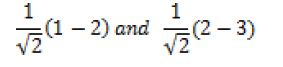 1/√2 (1 − 2) and 1/√2 (2 − 3)